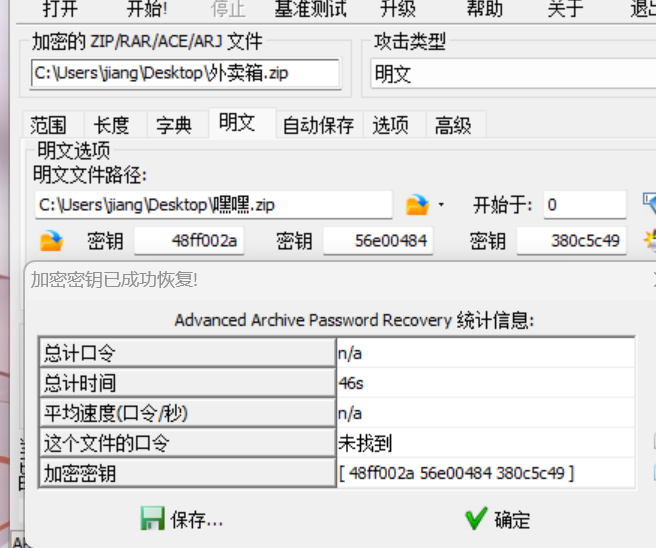 打开 开始! 停止 基准测试 升级 帮助 关于 退出
加密的 ZIP/RAR/ACE/ARJ 文件 攻击类型
C:\Users\jiang\Desktop\外卖箱.zip 明文
范围 长度 字典 明文 自动保存 选项 高级
明文选项
明文文件路径:
C:\Users\jiang\Desktop\嘿嘿.zip 开始于: 0
密钥 48ff002a 密钥 56e00484 密钥 380c5c49
加密密钥已成功恢复!
Advanced Archive Password Recovery 统计信息:
总计口令 n/a
总计时间 46s
平均速度(口令/秒) n/a
这个文件的口令 未找到
加密密钥 [ 48ff002a 56e00484 380c5c49 ]
保存... 确定